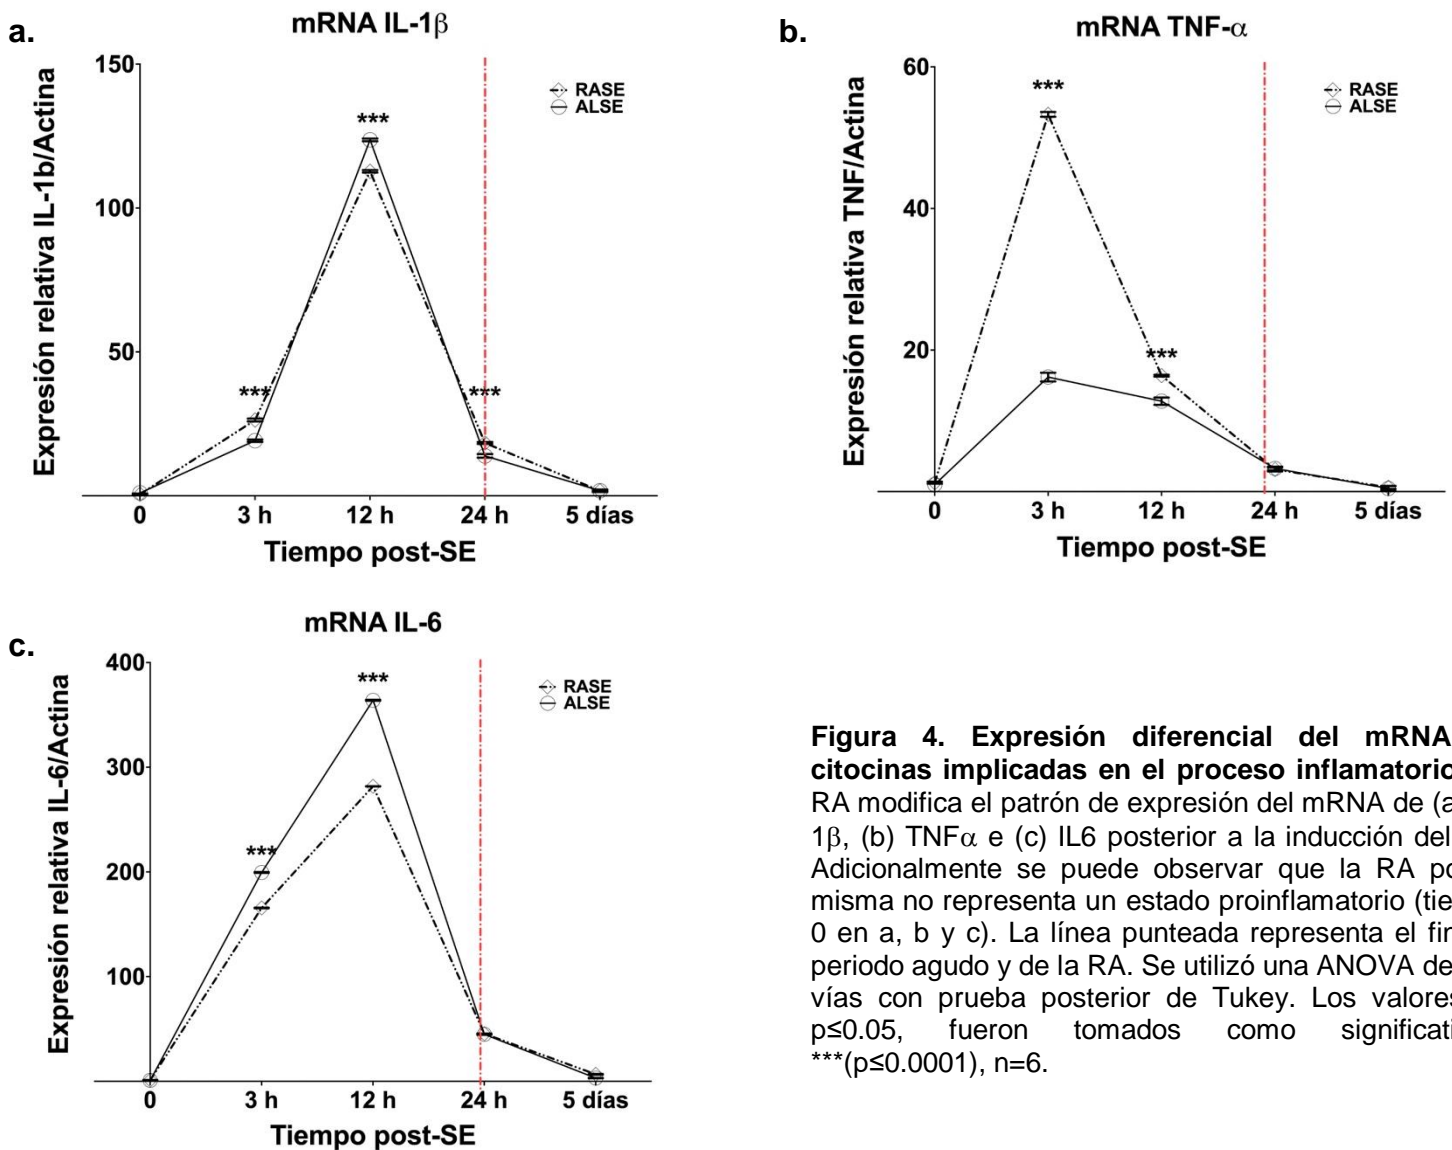 a.
mRNA IL-1β
Expresión relativa IL-1b/Actina
150
100
50
***
***
***
RASE
ALSE
0 3 h 12 h 24 h 5 días
Tiempo post-SE
b.
mRNA TNF-α
Expresión relativa TNF/Actina
60
40
20
***
***
RASE
ALSE
0 3 h 12 h 24 h 5 días
Tiempo post-SE
c.
mRNA IL-6
Expresión relativa IL-6/Actina
400
300
200
100
***
***
RASE
ALSE
0 3 h 12 h 24 h 5 días
Tiempo post-SE
Figura 4. Expresión diferencial del mRNA
citocinas implicadas en el proceso inflamatorio
RA modifica el patrón de expresión del mRNA de (a
1β, (b) TNFα e (c) IL6 posterior a la inducción del
Adicionalmente se puede observar que la RA po
misma no representa un estado proinflamatorio (tie
0 en a, b y c). La línea punteada representa el fin
periodo agudo y de la RA. Se utilizó una ANOVA de
vías con prueba posterior de Tukey. Los valores
p≤0.05, fueron tomados como significati
***(p≤0.0001), n=6.